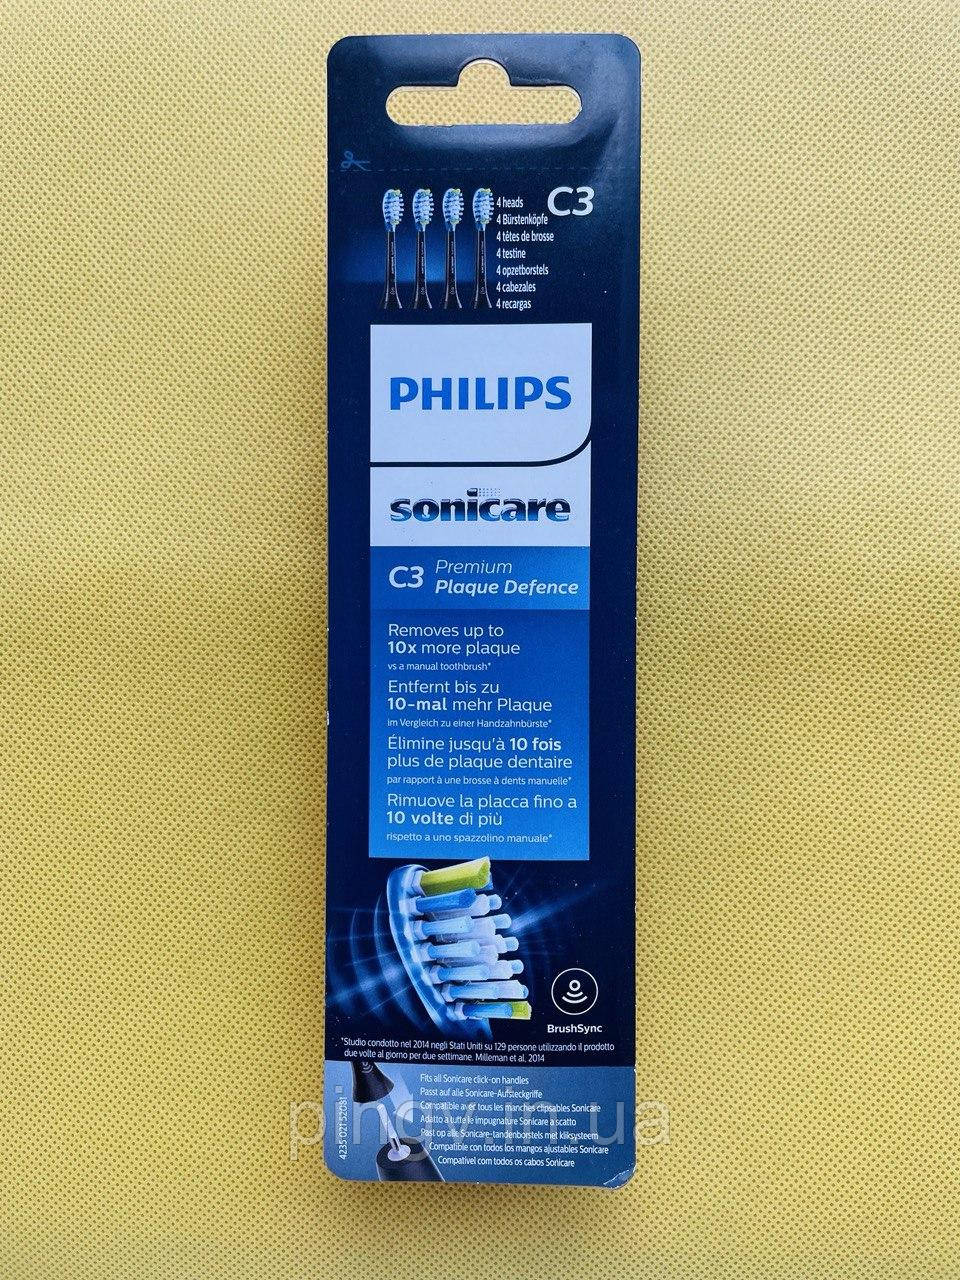 C3
4 heads
4 Bürstenköpfe
4 têtes de brosse
4 testine
4 opzetborstels
4 cabezales
4 recargas
PHILIPS
sonicare
C3 Premium
Plaque Defence
Removes up to
10x more plaque
vs a manual toothbrush*
Entfernt bis zu
10-mal mehr Plaque
im Vergleich zu einer Handzahnbürste*
Élimine jusqu'à 10 fois
plus de plaque dentaire
par rapport à une brosse à dents manuelle*
Rimuove la placca fino a
10 volte di più
rispetto a uno spazzolino manuale*
BrushSync
*Studio condotto nel 2014 negli Stati Uniti su 129 persone utilizzando il prodotto
due volte al giorno per due settimane. Milleman et al, 2014
Fits all Sonicare click-on handles
Passt auf alle Sonicare-Aufsteckgriffe
Compatible avec tous les manches clipsables Sonicare
Adatto a tutte le impugnature Sonicare a scatto
Past op alle Sonicare-tandenborstels met kliksysteem
Compatible con todos los mangos ajustables Sonicare
Compatível com todos os cabos Sonicare
4235 021 52081
pingv.in.ua